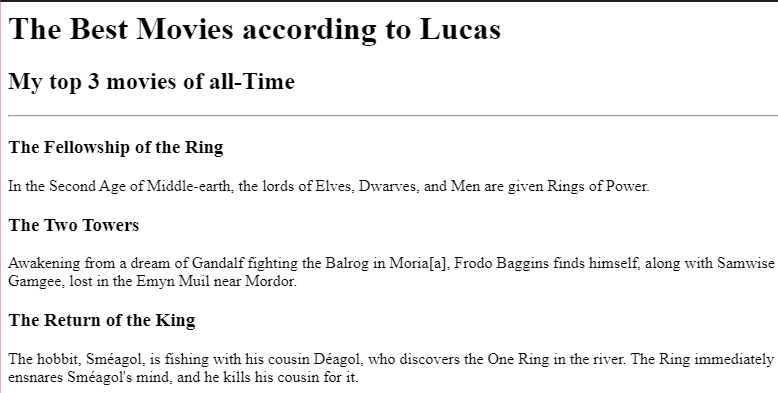 The Best Movies according to Lucas
My top 3 movies of all-Time
The Fellowship of the Ring
In the Second Age of Middle-earth, the lords of Elves, Dwarves, and Men are given Rings of Power.
The Two Towers
Awakening from a dream of Gandalf fighting the Balrog in Moria[a], Frodo Baggins finds himself, along with Samwise
Gamgee, lost in the Emyn Muil near Mordor.
The Return of the King
The hobbit, Sméagol, is fishing with his cousin Déagol, who discovers the One Ring in the river. The Ring immediately
ensnares Sméagol's mind, and he kills his cousin for it.